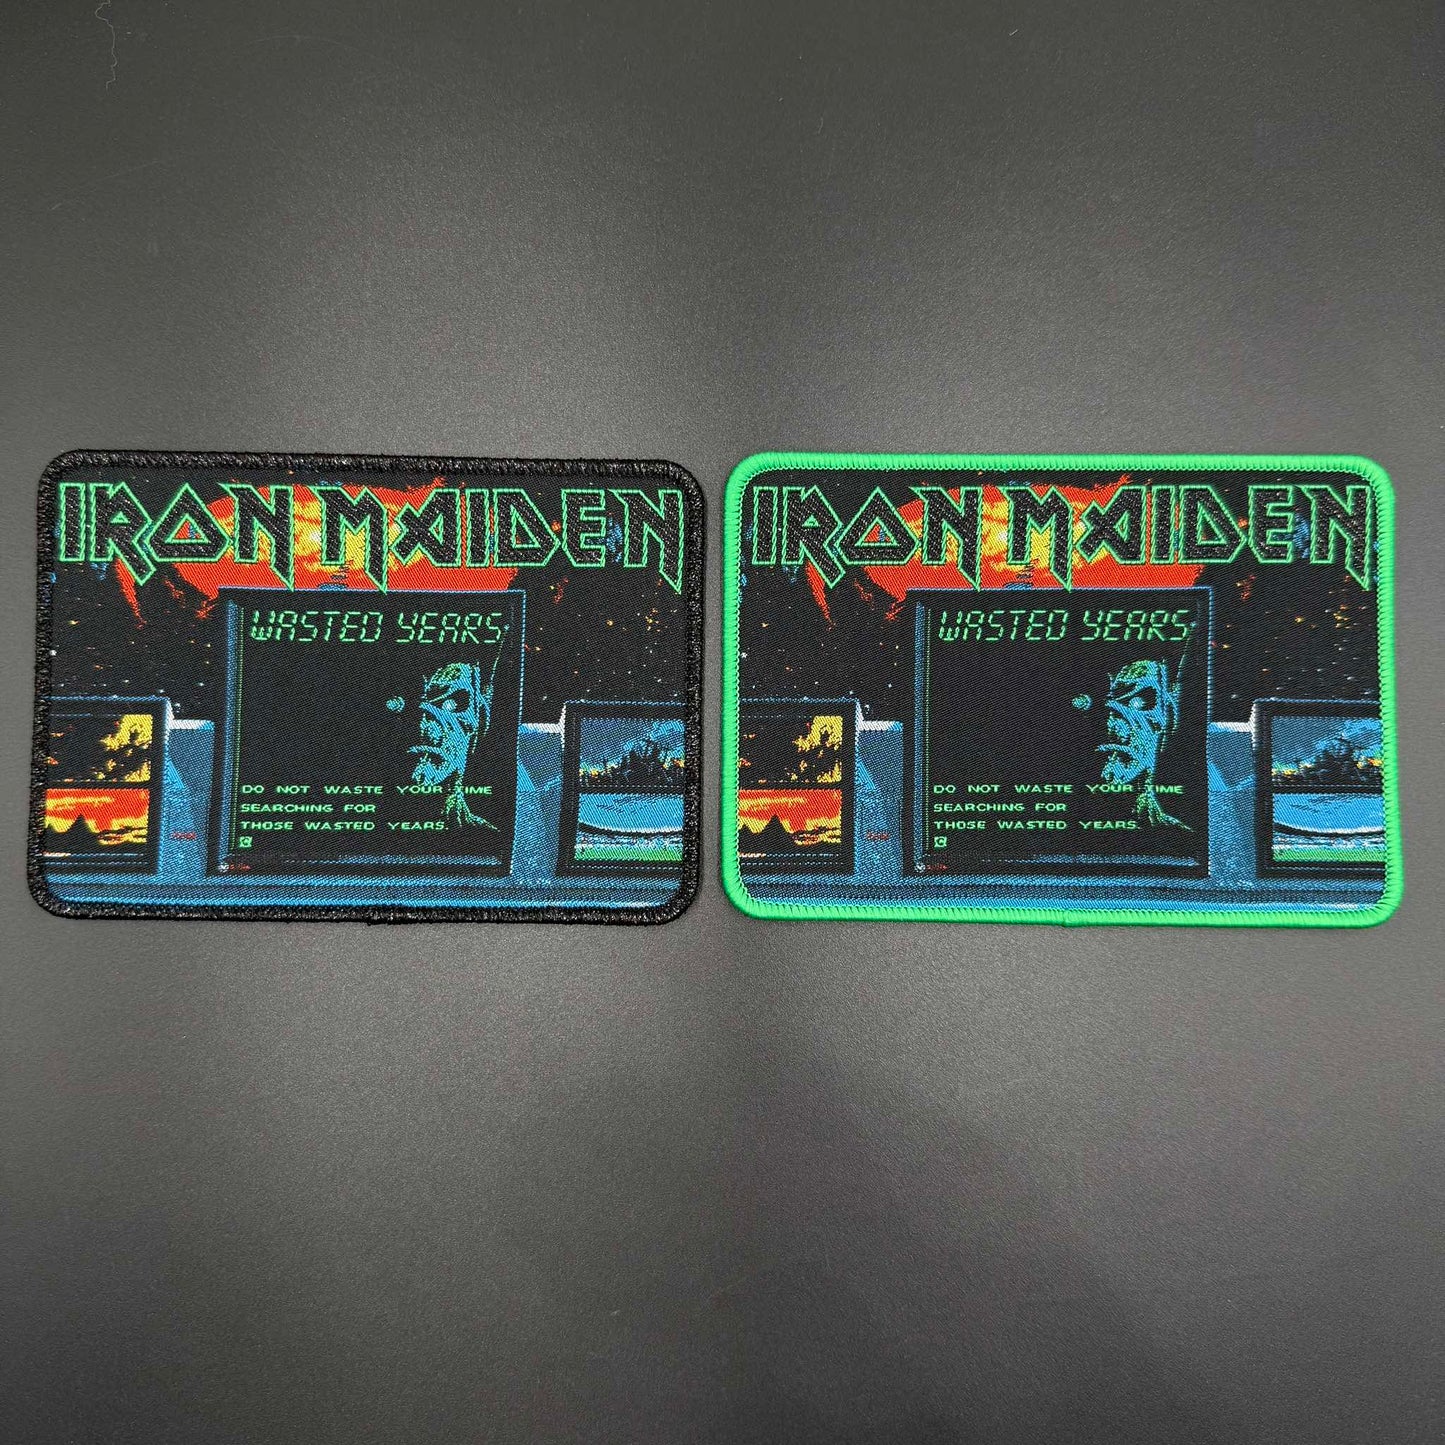 IRON MAIDEN
WASTED YEARS
DO NOT WASTE YOUR TIME
SEARCHING FOR
THOSE WASTED YEARS.
IRON MAIDEN
WASTED YEARS
DO NOT WASTE YOUR TIME
SEARCHING FOR
THOSE WASTED YEARS.